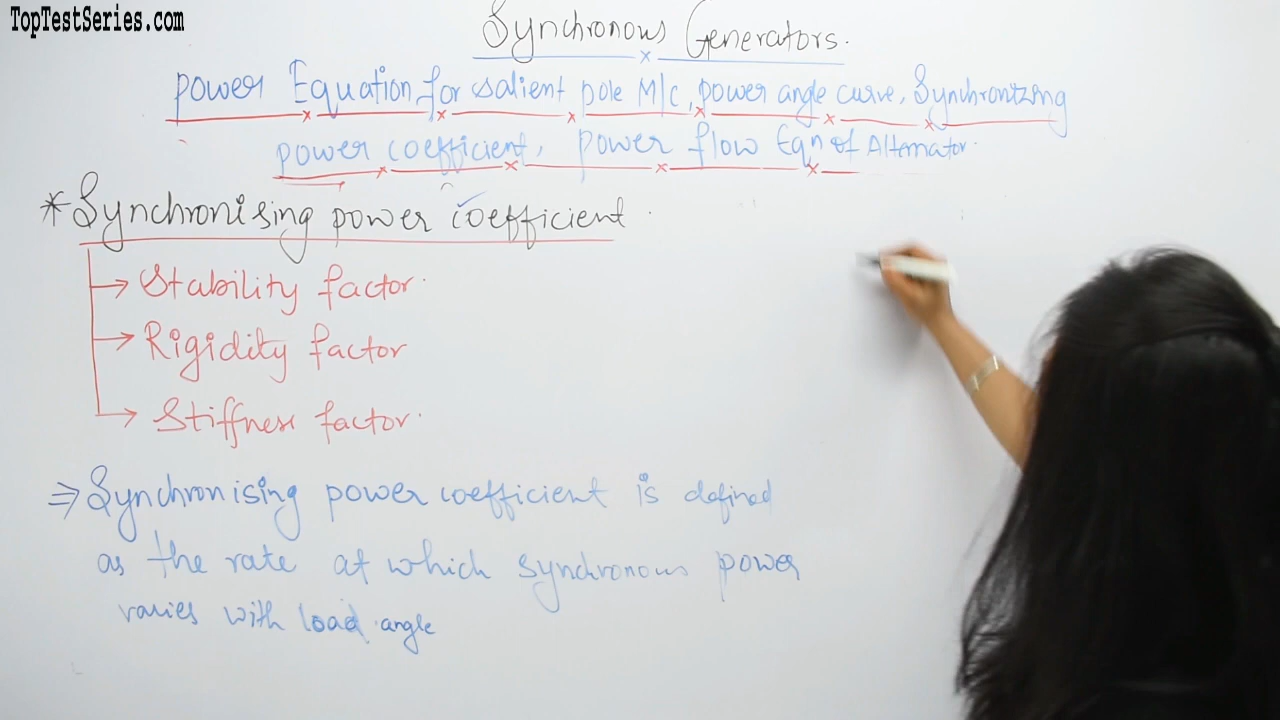 TopTestSeries.com
Synchronous Generators.
Power Equation for salient pole M/c, power angle curve, Synchronizing
power coefficient, power flow Eqn of Alternator.
* Synchronising power coefficient.
→ Stability factor.
→ Rigidity factor
→ Stiffness factor.
⇒ Synchronising power coefficient is defined
as the rate at which synchronous power
varies with load angle